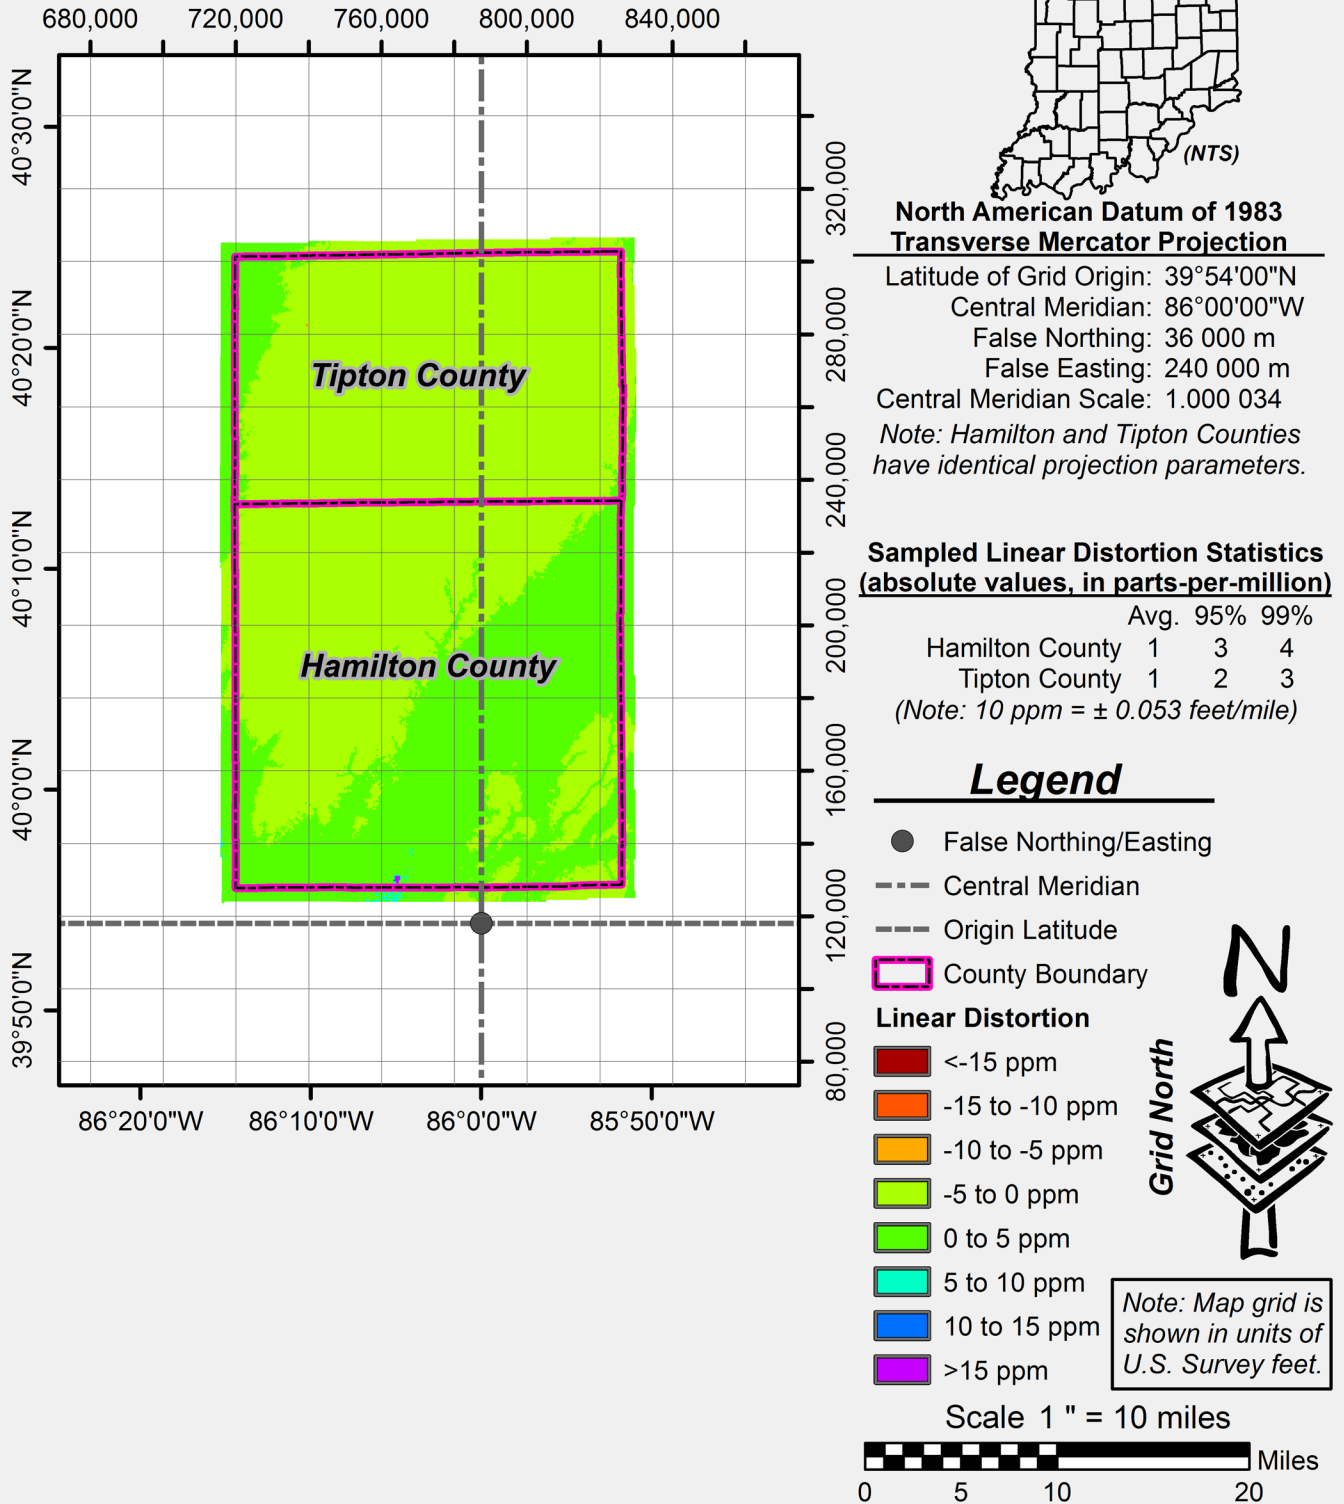 680,000 720,000 760,000 800,000 840,000
40°30'0"N
40°20'0"N
40°10'0"N
40°0'0"N
39°50'0"N
320,000
280,000
240,000
200,000
160,000
120,000
80,000
Tipton County
Hamilton County
86°20'0"W 86°10'0"W 86°0'0"W 85°50'0"W
(NTS)
North American Datum of 1983
Transverse Mercator Projection
Latitude of Grid Origin: 39°54'00"N
Central Meridian: 86°00'00"W
False Northing: 36 000 m
False Easting: 240 000 m
Central Meridian Scale: 1.000 034
Note: Hamilton and Tipton Counties
have identical projection parameters.
Sampled Linear Distortion Statistics
(absolute values, in parts-per-million)
Avg. 95% 99%
Hamilton County 1 3 4
Tipton County 1 2 3
(Note: 10 ppm = ± 0.053 feet/mile)
Legend
False Northing/Easting
Central Meridian
Origin Latitude
County Boundary
Linear Distortion
<-15 ppm
-15 to -10 ppm
-10 to -5 ppm
-5 to 0 ppm
0 to 5 ppm
5 to 10 ppm
10 to 15 ppm
>15 ppm
N
Grid North
Note: Map grid is
shown in units of
U.S. Survey feet.
Scale 1 " = 10 miles
Miles
0 5 10 20